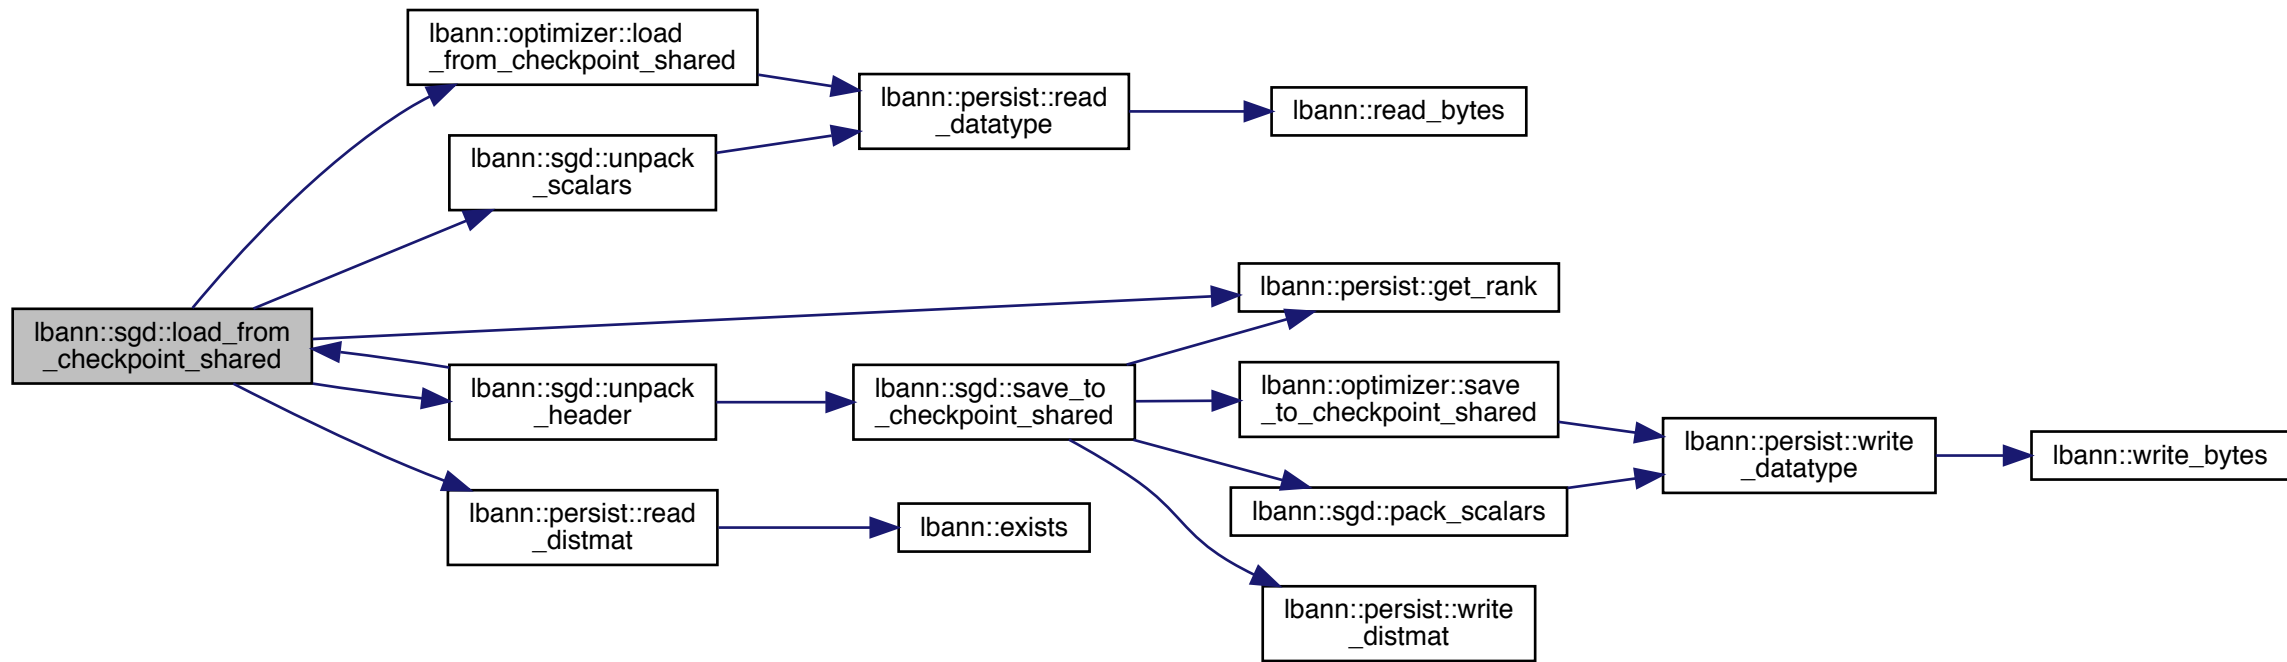 lbann::optimizer::load
_from_checkpoint_shared
lbann::persist::read
_datatype
lbann::read_bytes
lbann::sgd::unpack
_scalars
lbann::persist::get_rank
lbann::sgd::load_from
_checkpoint_shared
lbann::sgd::unpack
_header
lbann::sgd::save_to
_checkpoint_shared
lbann::optimizer::save
_to_checkpoint_shared
lbann::persist::write
_datatype
lbann::write_bytes
lbann::persist::read
_distmat
lbann::exists
lbann::sgd::pack_scalars
lbann::persist::write
_distmat